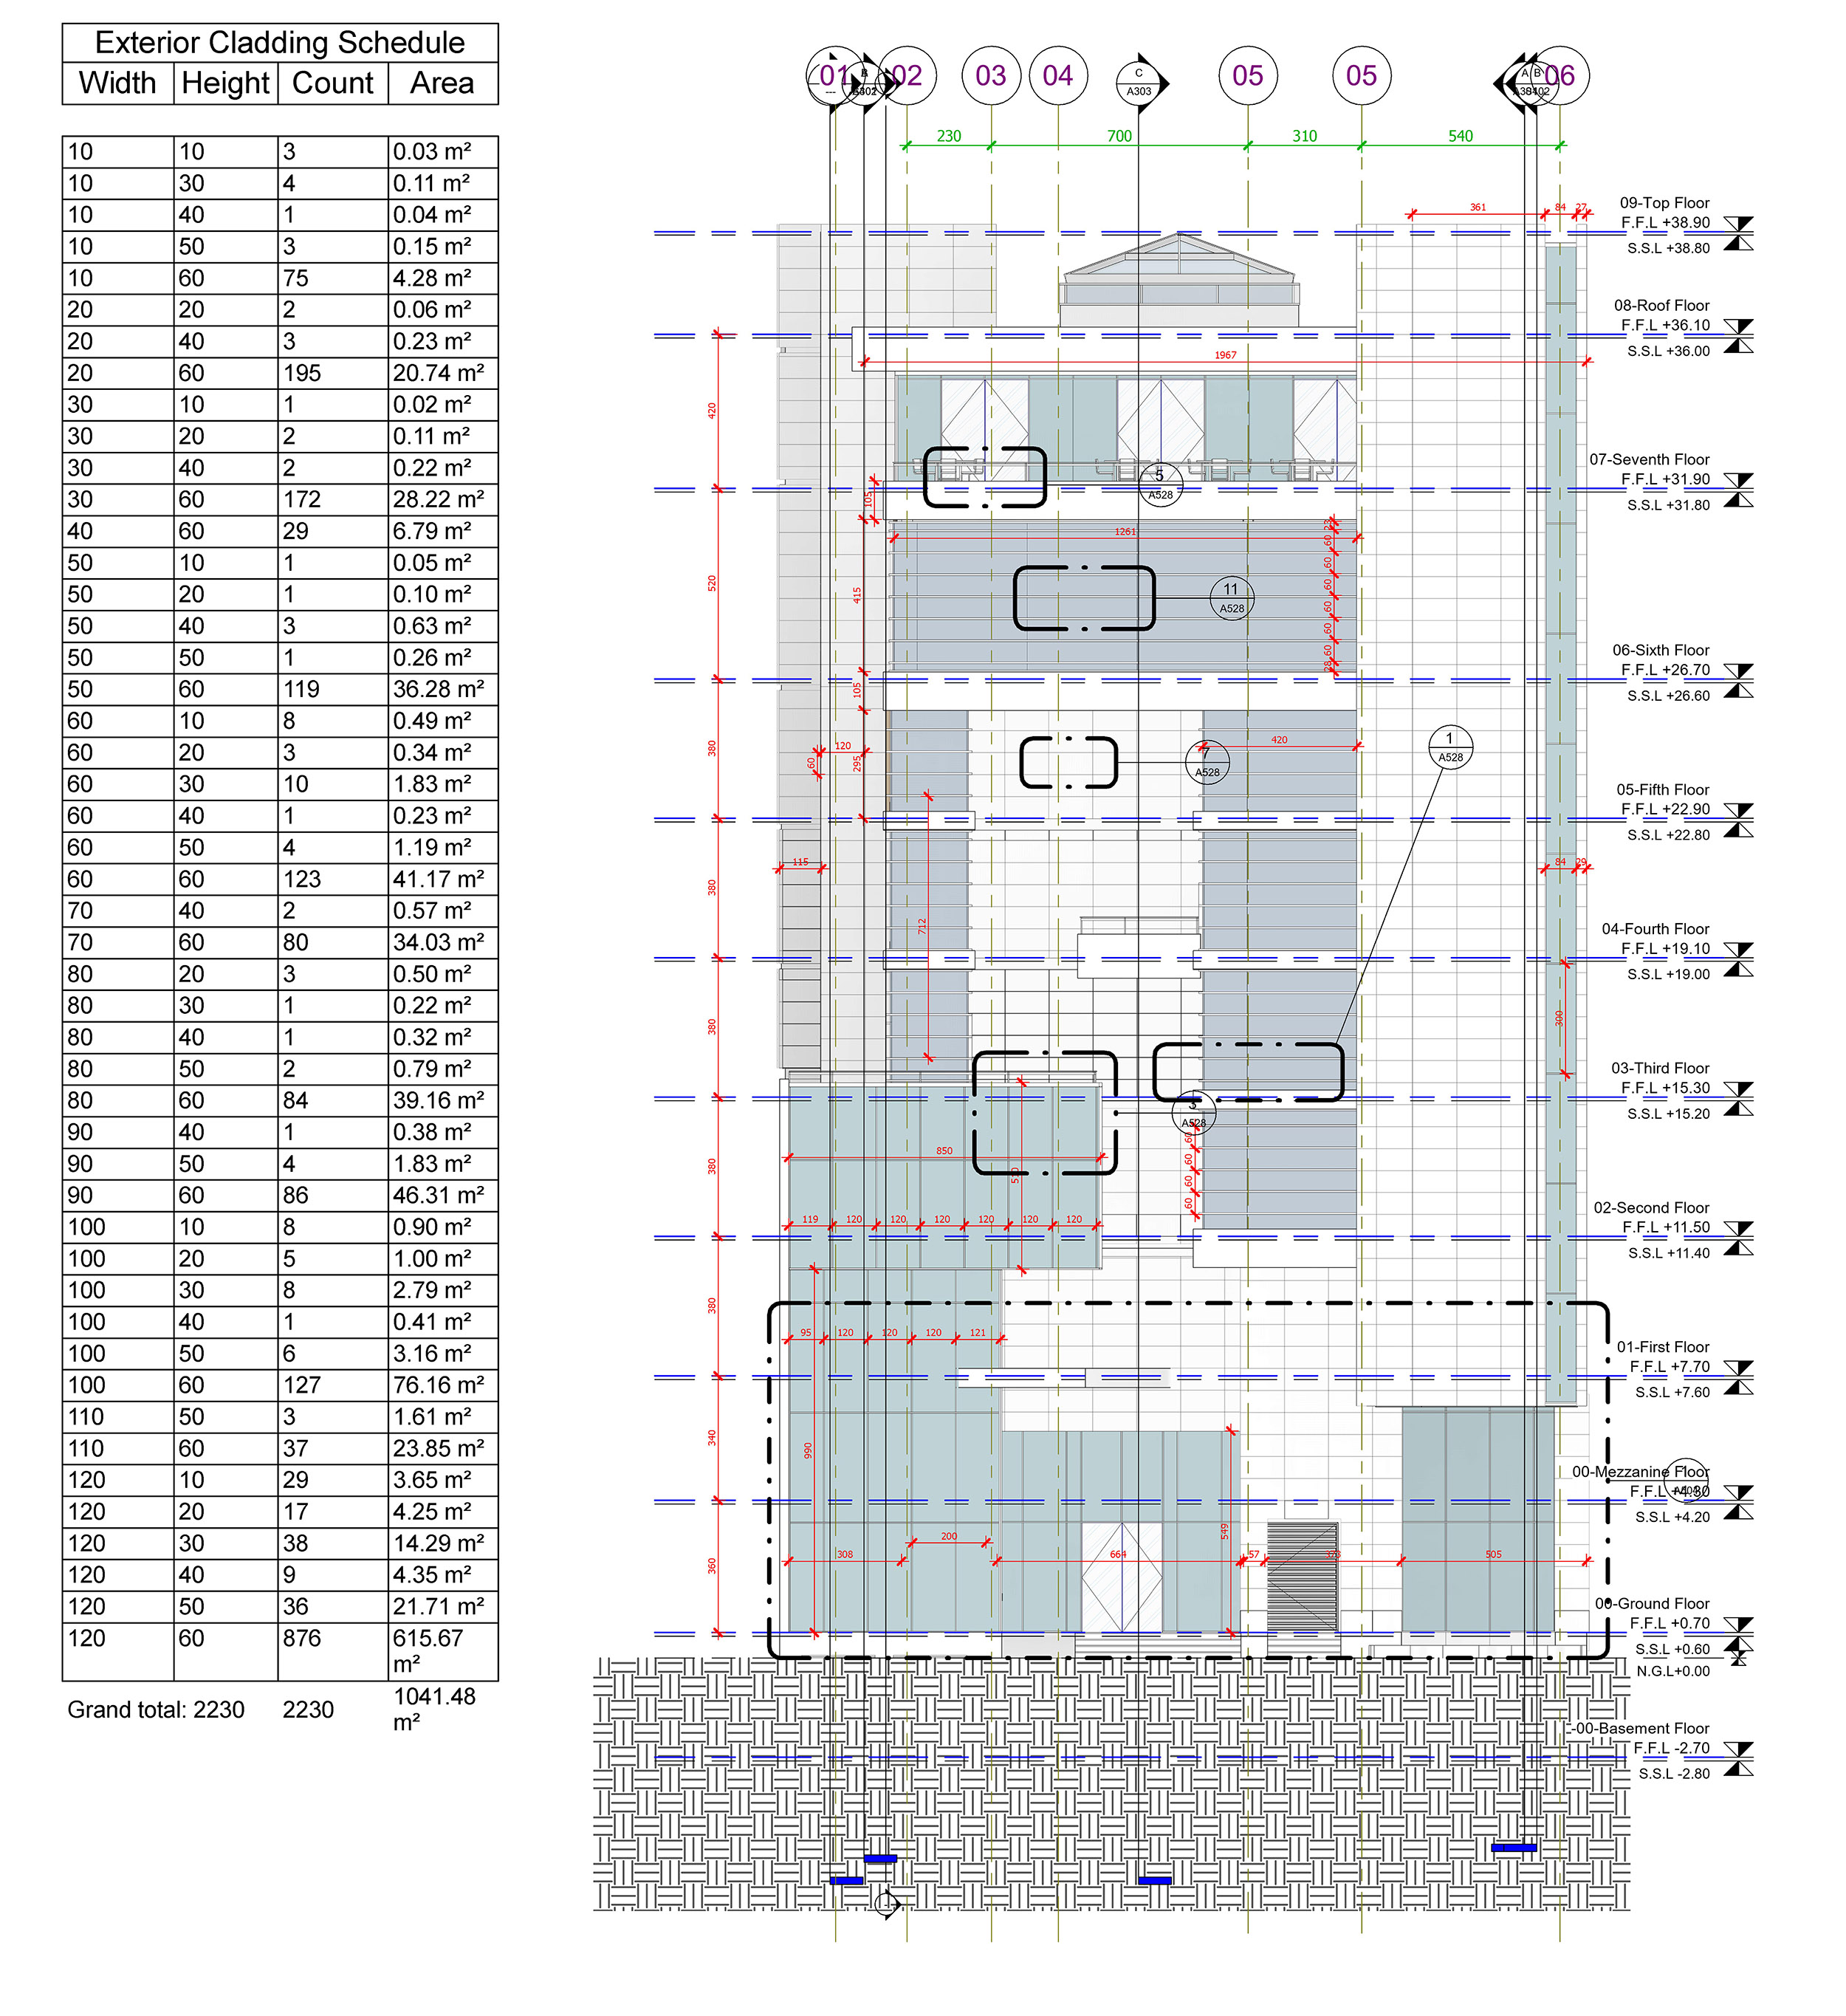 Exterior Cladding Schedule
Width Height Count Area
10 10 3 0.03 m²
10 30 4 0.11 m²
10 40 1 0.04 m²
10 50 3 0.15 m²
10 60 75 4.28 m²
20 20 2 0.06 m²
20 40 3 0.23 m²
20 60 195 20.74 m²
30 10 1 0.02 m²
30 20 2 0.11 m²
30 40 2 0.22 m²
30 60 172 28.22 m²
40 60 29 6.79 m²
50 10 1 0.05 m²
50 20 1 0.10 m²
50 40 3 0.63 m²
50 50 1 0.26 m²
50 60 119 36.28 m²
60 10 8 0.49 m²
60 20 3 0.34 m²
60 30 10 1.83 m²
60 40 1 0.23 m²
60 50 4 1.19 m²
60 60 123 41.17 m²
70 40 2 0.57 m²
70 60 80 34.03 m²
80 20 3 0.50 m²
80 30 1 0.22 m²
80 40 1 0.32 m²
80 50 2 0.79 m²
80 60 84 39.16 m²
90 40 1 0.38 m²
90 50 4 1.83 m²
90 60 86 46.31 m²
100 10 8 0.90 m²
100 20 5 1.00 m²
100 30 8 2.79 m²
100 40 1 0.41 m²
100 50 6 3.16 m²
100 60 127 76.16 m²
110 50 3 1.61 m²
110 60 37 23.85 m²
120 10 29 3.65 m²
120 20 17 4.25 m²
120 30 38 14.29 m²
120 40 9 4.35 m²
120 50 36 21.71 m²
120 60 876 615.67
m²
Grand total: 2230 2230 1041.48
m²
01 B 02 03 04 C 05 05 A B 06
--- A303
230 700 310 540
361 84 27
09-Top Floor
F.F.L +38.90
S.S.L +38.80
08-Roof Floor
F.F.L +36.10
S.S.L +36.00
1967
420
07-Seventh Floor
F.F.L +31.90
S.S.L +31.80
5
A528
105
1261
23
60
60
60
60
60
60
28
11
A528
520
415
06-Sixth Floor
F.F.L +26.70
S.S.L +26.60
105
120
60
295
380
7
A528
420
1
A528
05-Fifth Floor
F.F.L +22.90
S.S.L +22.80
115
84 29
380
712
04-Fourth Floor
F.F.L +19.10
S.S.L +19.00
380
300
03-Third Floor
F.F.L +15.30
S.S.L +15.20
3
A528
60
60
60
60
850
380
119 120 120 120 120 120 120
02-Second Floor
F.F.L +11.50
S.S.L +11.40
380
95 120 120 120 121
01-First Floor
F.F.L +7.70
S.S.L +7.60
340
990
549
00-Mezzanine Floor
F.F.L +4.30
S.S.L +4.20
360
200
308 664 57 505
00-Ground Floor
F.F.L +0.70
S.S.L +0.60
N.G.L+0.00
-00-Basement Floor
F.F.L -2.70
S.S.L -2.80